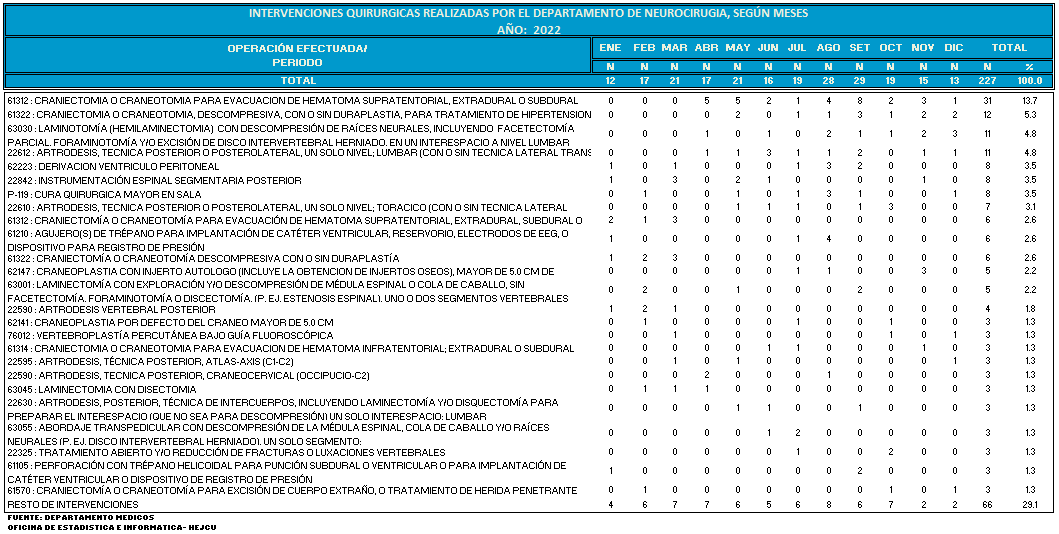 INTERVENCIONES QUIRURGICAS REALIZADAS POR EL DEPARTAMENTO DE NEUROCIRUGIA, SEGÚN MESES
AÑO: 2022
OPERACIÓN EFECTUADA/ ENE FEB MAR ABR MAY JUN JUL AGO SET OCT NOV DIC TOTAL
PERIODO N N N N N N N N N N N N N %
TOTAL 12 17 21 17 21 16 19 28 29 19 15 13 227 100.0
61312 : CRANIECTOMIA O CRANEOTOMIA PARA EVACUACION DE HEMATOMA SUPRATENTORIAL, EXTRADURAL O SUBDURAL 0 0 0 5 5 2 1 4 8 2 3 1 31 13.7
61322 : CRANIECTOMIA O CRANEOTOMIA, DESCOMPRESIVA, CON O SIN DURAPLASTIA, PARA TRATAMIENTO DE HIPERTENSION 0 0 0 0 2 0 1 1 3 1 2 2 12 5.3
63030 : LAMINOTOMÍA (HEMILAMINECTOMÍA) CON DESCOMPRESIÓN DE RAÍCES NEURALES, INCLUYENDO FACETECTOMÍA
PARCIAL, FORAMINOTOMÍA Y/O EXCISIÓN DE DISCO INTERVERTEBRAL HERNIADO, EN UN INTERESPACIO A NIVEL LUMBAR 0 0 0 1 0 1 0 2 1 1 2 3 11 4.8
22612 : ARTRODESIS, TECNICA POSTERIOR O POSTEROLATERAL, UN SOLO NIVEL; LUMBAR (CON O SIN TECNICA LATERAL TRANS 0 0 0 1 1 3 1 1 2 0 1 1 11 4.8
62223 : DERIVACION VENTRICULO PERITONEAL 1 0 1 0 0 0 1 3 2 0 0 0 8 3.5
22842 : INSTRUMENTACIÓN ESPINAL SEGMENTARIA POSTERIOR 1 0 3 0 2 1 0 0 0 0 1 0 8 3.5
P-119 : CURA QUIRURGICA MAYOR EN SALA 0 1 0 0 1 0 1 3 1 0 0 1 8 3.5
22610 : ARTRODESIS, TECNICA POSTERIOR O POSTEROLATERAL, UN SOLO NIVEL; TORACICO (CON O SIN TECNICA LATERAL 0 0 0 0 1 1 1 0 1 3 0 0 7 3.1
61312 : CRANIECTOMÍA O CRANEOTOMÍA PARA EVACUACIÓN DE HEMATOMA SUPRATENTORIAL, EXTRADURAL, SUBDURAL O 2 1 3 0 0 0 0 0 0 0 0 0 6 2.6
61210 : AGUJERO(S) DE TRÉPANO PARA IMPLANTACIÓN DE CATÉTER VENTRICULAR, RESERVORIO, ELECTRODOS DE EEG, O
DISPOSITIVO PARA REGISTRO DE PRESIÓN 1 0 0 0 0 0 1 4 0 0 0 0 6 2.6
61322 : CRANIECTOMÍA O CRANEOTOMÍA DESCOMPRESIVA CON O SIN DURAPLASTÍA 1 2 3 0 0 0 0 0 0 0 0 0 6 2.6
62147 : CRANEOPLASTIA CON INJERTO AUTOLOGO (INCLUYE LA OBTENCION DE INJERTOS OSEOS), MAYOR DE 5.0 CM DE 0 0 0 0 0 0 1 1 0 0 3 0 5 2.2
63001 : LAMINECTOMÍA CON EXPLORACIÓN Y/O DESCOMPRESIÓN DE MÉDULA ESPINAL O COLA DE CABALLO, SIN
FACETECTOMÍA, FORAMINOTOMÍA O DISCECTOMÍA, (P. EJ. ESTENOSIS ESPINAL), UNO O DOS SEGMENTOS VERTEBRALES 0 2 0 0 1 0 0 0 2 0 0 0 5 2.2
22590 : ARTRODESIS VERTEBRAL POSTERIOR 1 2 1 0 0 0 0 0 0 0 0 0 4 1.8
62141 : CRANEOPLASTIA POR DEFECTO DEL CRANEO MAYOR DE 5.0 CM 0 1 0 0 0 0 1 0 0 1 0 0 3 1.3
76012 : VERTEBROPLASTÍA PERCUTÁNEA BAJO GUÍA FLUOROSCÓPICA 0 0 1 0 0 0 0 0 0 1 0 1 3 1.3
61314 : CRANIECTOMIA O CRANEOTOMIA PARA EVACUACION DE HEMATOMA INFRATENTORIAL; EXTRADURAL O SUBDURAL 0 0 0 0 0 1 1 0 0 0 1 0 3 1.3
22595 : ARTRODESIS, TÉCNICA POSTERIOR, ATLAS-AXIS (C1-C2) 0 0 1 0 1 0 0 0 0 0 0 1 3 1.3
22590 : ARTRODESIS, TECNICA POSTERIOR, CRANEOCERVICAL (OCCIPUCIO-C2) 0 0 0 2 0 0 0 1 0 0 0 0 3 1.3
63045 : LAMINECTOMIA CON DISECTOMIA 0 1 1 1 0 0 0 0 0 0 0 0 3 1.3
22630 : ARTRODESIS, POSTERIOR, TÉCNICA DE INTERCUERPOS, INCLUYENDO LAMINECTOMÍA Y/O DISQUECTOMÍA PARA
PREPARAR EL INTERESPACIO (QUE NO SEA PARA DESCOMPRESIÓN) UN SOLO INTERESPACIO; LUMBAR 0 0 0 0 1 1 0 0 1 0 0 0 3 1.3
63055 : ABORDAJE TRANSPEDICULAR CON DESCOMPRESIÓN DE LA MÉDULA ESPINAL, COLA DE CABALLO Y/O RAÍCES
NEURALES (P. EJ. DISCO INTERVERTEBRAL HERNIADO), UN SOLO SEGMENTO; 0 0 0 0 0 1 2 0 0 0 0 0 3 1.3
22325 : TRATAMIENTO ABIERTO Y/O REDUCCIÓN DE FRACTURAS O LUXACIONES VERTEBRALES 0 0 0 0 0 0 1 0 0 2 0 0 3 1.3
61105 : PERFORACIÓN CON TRÉPANO HELICOIDAL PARA PUNCIÓN SUBDURAL O VENTRICULAR O PARA IMPLANTACIÓN DE
CATÉTER VENTRICULAR O DISPOSITIVO DE REGISTRO DE PRESIÓN 1 0 0 0 0 0 0 0 2 0 0 0 3 1.3
61570 : CRANIECTOMÍA O CRANEOTOMÍA PARA EXCISIÓN DE CUERPO EXTRAÑO, O TRATAMIENTO DE HERIDA PENETRANTE 0 1 0 0 0 0 0 0 0 1 0 1 3 1.3
RESTO DE INTERVENCIONES 4 6 7 7 6 5 6 8 6 7 2 2 66 29.1
FUENTE: DEPARTAMENTO MEDICOS
OFICINA DE ESTADISTICA E INFORMATICA- HEJCU